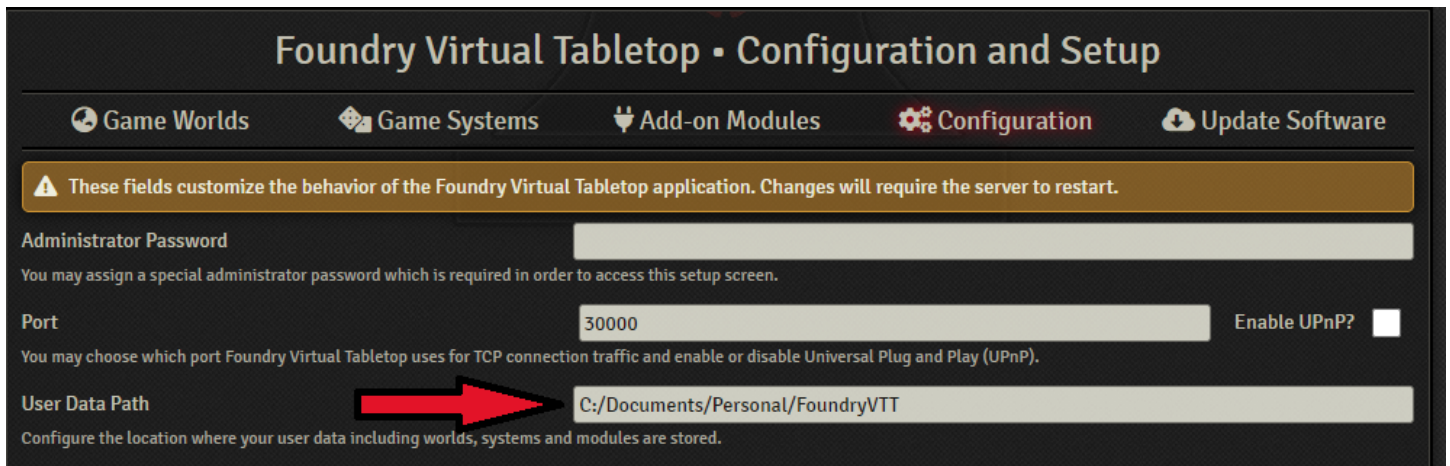 Foundry Virtual Tabletop • Configuration and Setup
Game Worlds Game Systems Add-on Modules Configuration Update Software
These fields customize the behavior of the Foundry Virtual Tabletop application. Changes will require the server to restart.
Administrator Password
You may assign a special administrator password which is required in order to access this setup screen.
Port 30000 Enable UPnP?
You may choose which port Foundry Virtual Tabletop uses for TCP connection traffic and enable or disable Universal Plug and Play (UPnP).
User Data Path C:/Documents/Personal/FoundryVTT
Configure the location where your user data including worlds, systems and modules are stored.